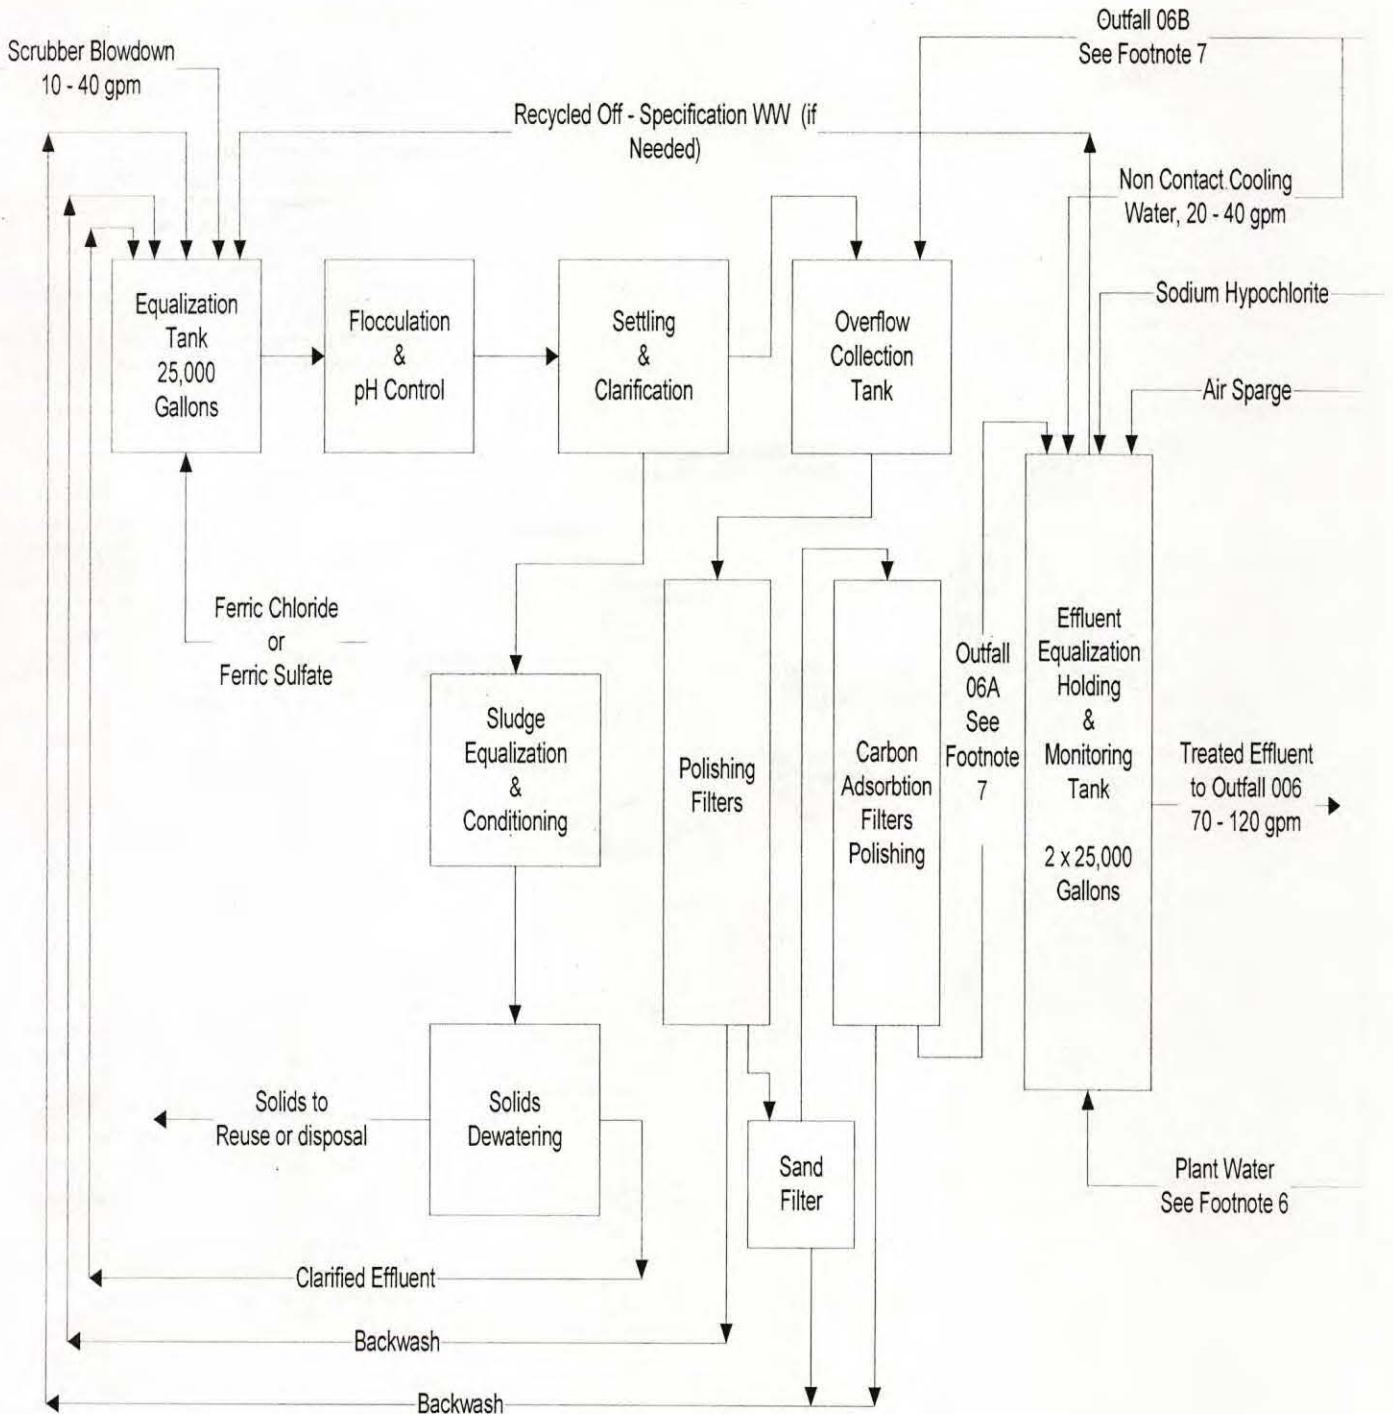 Outfall 06B
See Footnote 7
Scrubber Blowdown
10 - 40 gpm
Recycled Off - Specification WW (if
Needed)
Non Contact Cooling
Water, 20 - 40 gpm
Sodium Hypochlorite
Air Sparge
Equalization
Tank
25,000
Gallons
Flocculation
&
pH Control
Settling
&
Clarification
Overflow
Collection
Tank
Ferric Chloride
or
Ferric Sulfate
Sludge
Equalization
&
Conditioning
Polishing
Filters
Carbon
Adsorbtion
Filters
Polishing
Outfall
06A
See
Footnote
7
Effluent
Equalization
Holding
&
Monitoring
Tank
2 x 25,000
Gallons
Treated Effluent
to Outfall 006
70 - 120 gpm
Solids to
Reuse or disposal
Solids
Dewatering
Sand
Filter
Plant Water
See Footnote 6
Clarified Effluent
Backwash
Backwash